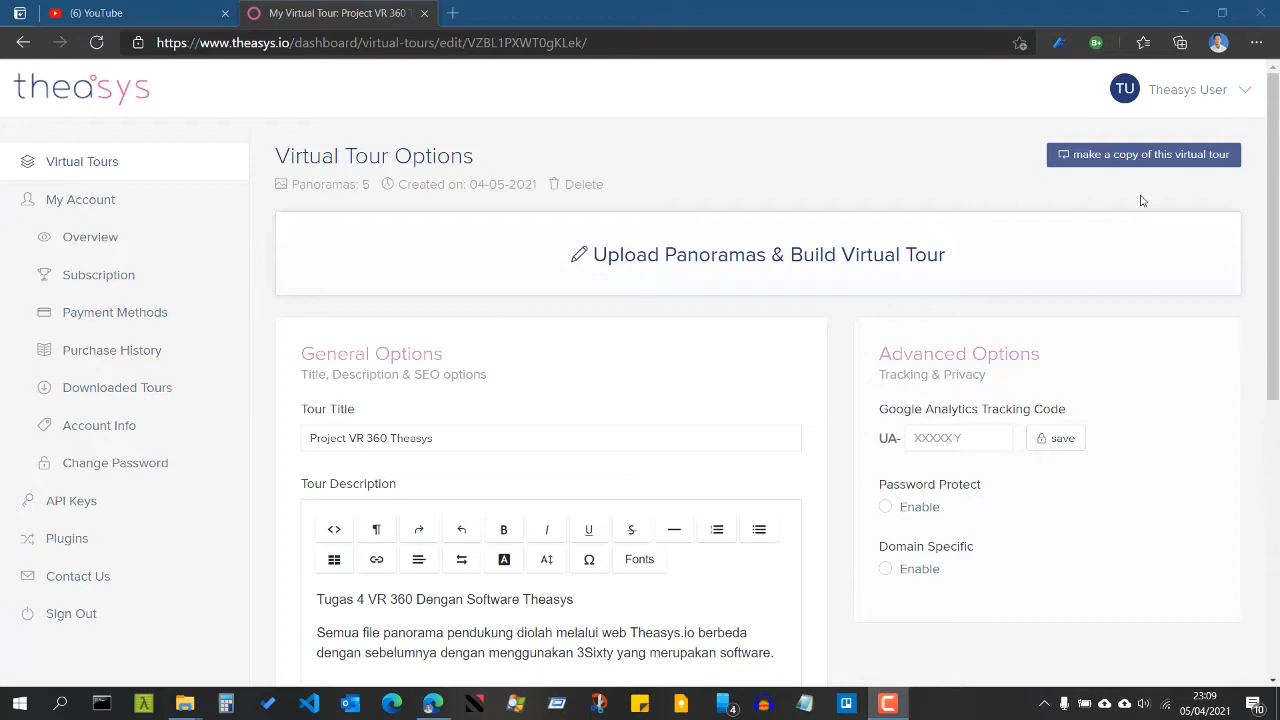 (6) YouTube
My Virtual Tour: Project VR 360 T
https://www.theasys.io/dashboard/virtual-tours/edit/VZBL1PXWT0gKLek/
theasys
TU
Theasys User
Virtual Tours
My Account
Overview
Subscription
Payment Methods
Purchase History
Downloaded Tours
Account Info
Change Password
API Keys
Plugins
Contact Us
Sign Out
Virtual Tour Options
make a copy of this virtual tour
Panoramas: 5 Created on: 04-05-2021 Delete
Upload Panoramas & Build Virtual Tour
General Options
Title, Description & SEO options
Tour Title
Project VR 360 Theasys
Tour Description
B I U S
A Ω Fonts
Tugas 4 VR 360 Dengan Software Theasys
Semua file panorama pendukung diolah melalui web Theasys.io berbeda
dengan sebelumnya dengan menggunakan 3Sixty yang merupakan software.
Advanced Options
Tracking & Privacy
Google Analytics Tracking Code
UA- XXXXX-Y save
Password Protect
Enable
Domain Specific
Enable
4
23:09
05/04/2021
10